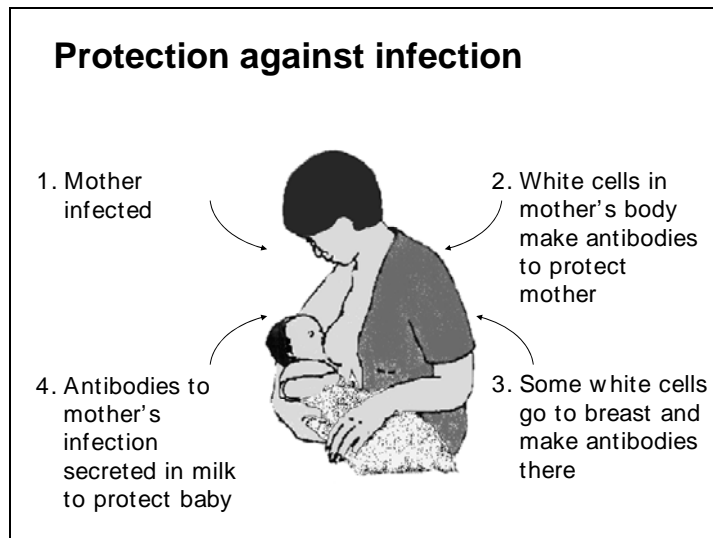 Protection against infection
1. Mother
infected
2. White cells in
mother's body
make antibodies
to protect
mother
3. Some white cells
go to breast and
make antibodies
there
4. Antibodies to
mother's
infection
secreted in milk
to protect baby